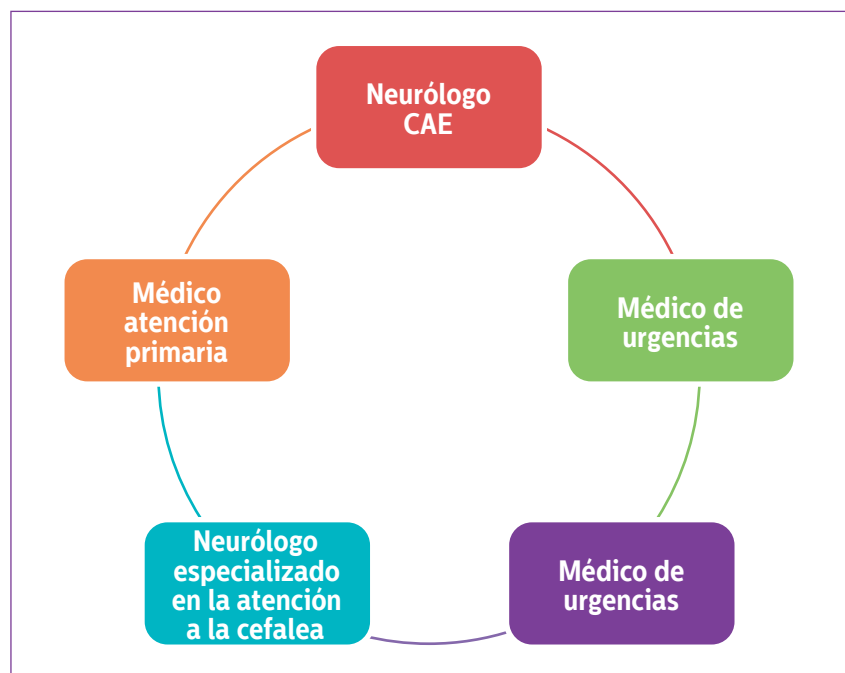 Neurólogo
CAE
Médico
atención
primaria
Médico de
urgencias
Neurólogo
especializado
en la atención
a la cefalea
Médico de
urgencias